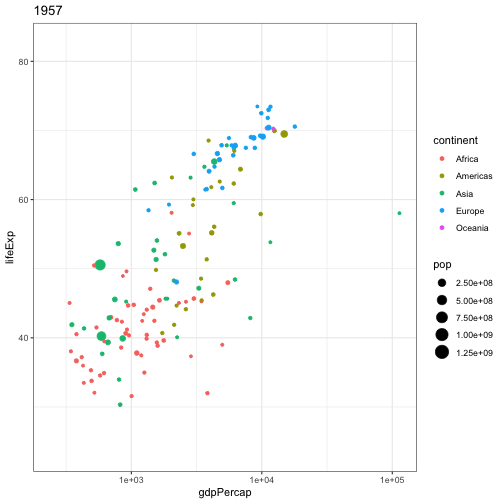 1957
80
60
40
lifeExp
1e+03
1e+04
1e+05
gdpPercap
continent
Africa
Americas
Asia
Europe
Oceania
pop
2.50e+08
5.00e+08
7.50e+08
1.00e+09
1.25e+09